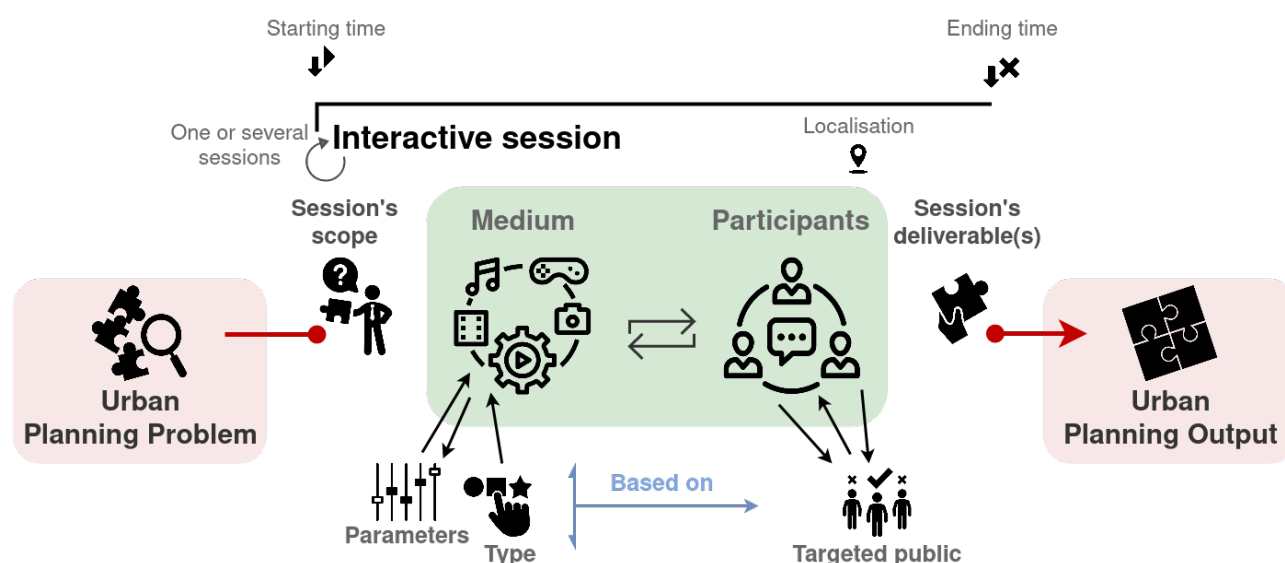 Starting time
Ending time
One or several
sessions
Interactive session
Localisation
Session's
scope
Medium
Participants
Session's
deliverable(s)
?
Urban
Planning Problem
Urban
Planning Output
Based on
Parameters
Type
Targeted public